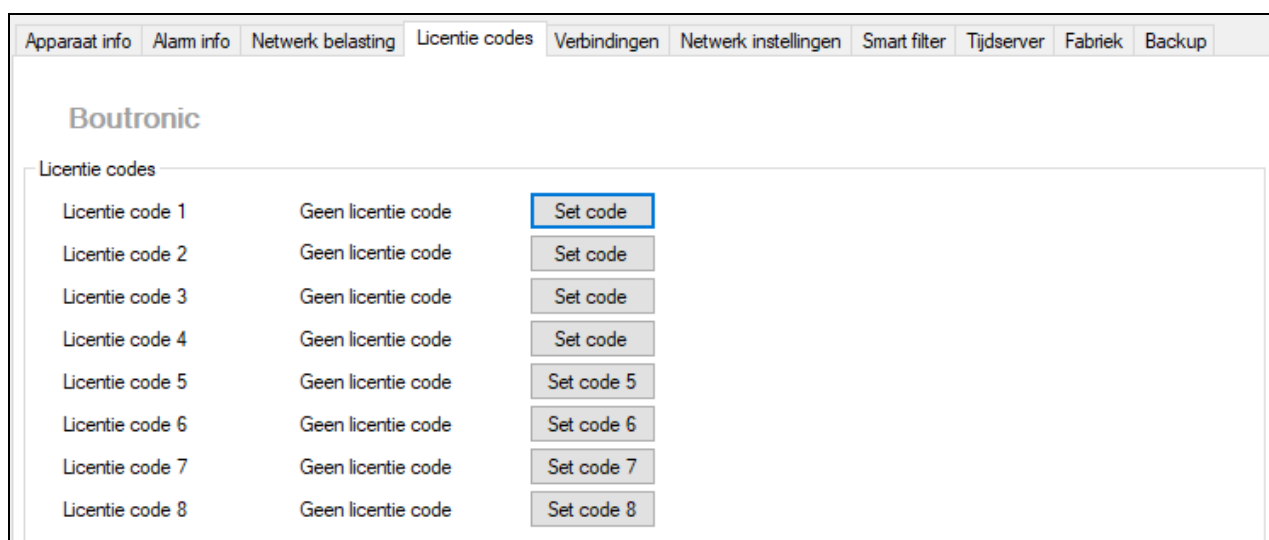 Apparaat info Alarm info Netwerk belasting Licentie codes Verbindingen Netwerk instellingen Smart filter Tijdserver Fabriek Backup
Boutronic
Licentie codes
Licentie code 1 Geen licentie code Set code
Licentie code 2 Geen licentie code Set code
Licentie code 3 Geen licentie code Set code
Licentie code 4 Geen licentie code Set code
Licentie code 5 Geen licentie code Set code 5
Licentie code 6 Geen licentie code Set code 6
Licentie code 7 Geen licentie code Set code 7
Licentie code 8 Geen licentie code Set code 8